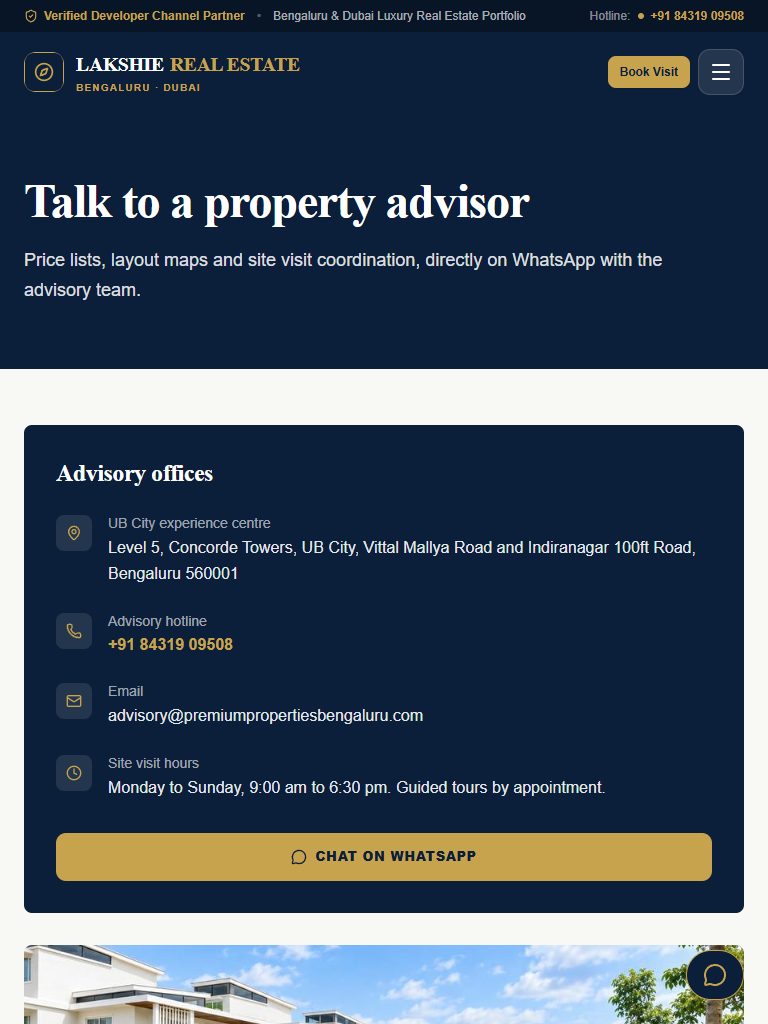 Verified Developer Channel Partner • Bengaluru & Dubai Luxury Real Estate Portfolio Hotline: • +91 84319 09508
LAKSHIE REAL ESTATE
BENGALURU · DUBAI
Book Visit
Talk to a property advisor
Price lists, layout maps and site visit coordination, directly on WhatsApp with the
advisory team.
Advisory offices
UB City experience centre
Level 5, Concorde Towers, UB City, Vittal Mallya Road and Indiranagar 100ft Road,
Bengaluru 560001
Advisory hotline
+91 84319 09508
Email
advisory@premiumpropertiesbengaluru.com
Site visit hours
Monday to Sunday, 9:00 am to 6:30 pm. Guided tours by appointment.
CHAT ON WHATSAPP